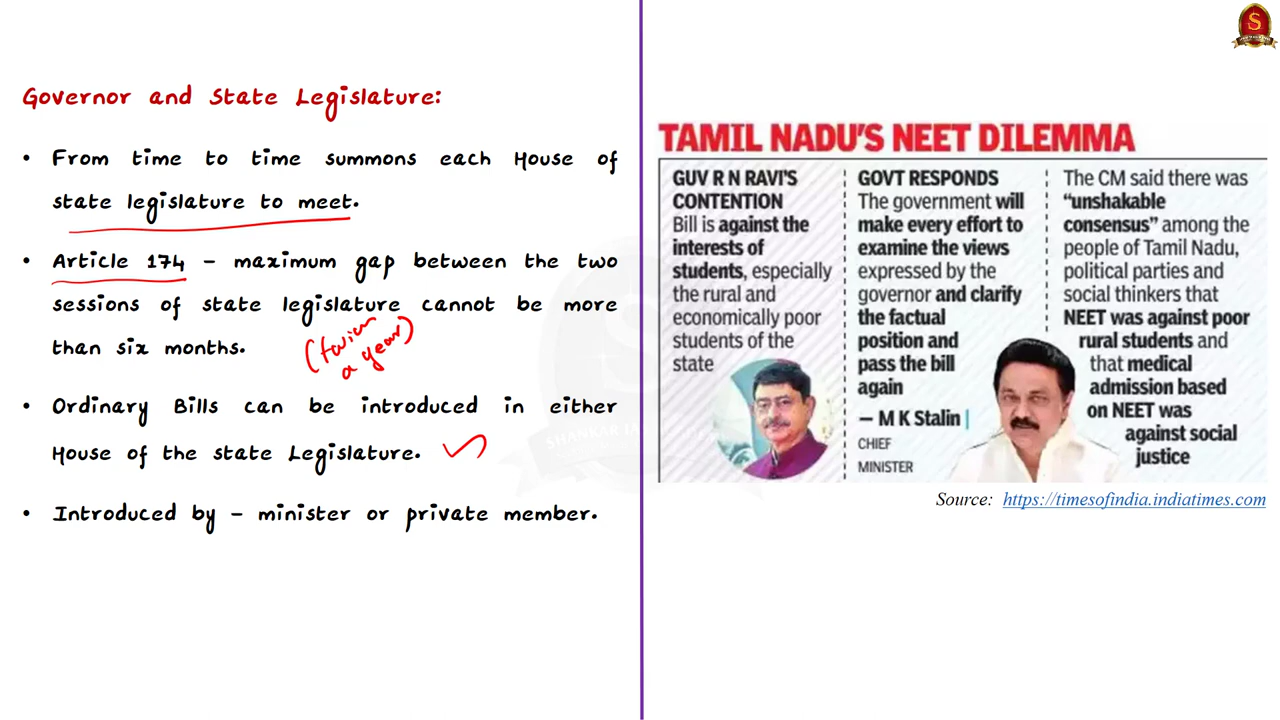 Governor and State Legislature:
• From time to time summons each House of
state legislature to meet.
• Article 174 – maximum gap between the two
sessions of state legislature cannot be more
than six months.
(twice
a year)
• Ordinary Bills can be introduced in either
House of the state Legislature.
• Introduced by – minister or private member.
TAMIL NADU'S NEET DILEMMA
GUV R N RAVI'S
CONTENTION
Bill is against the
interests of
students, especially
the rural and
economically poor
students of the
state
GOVT RESPONDS
The government will
make every effort to
examine the views
expressed by the
governor and clarify
the factual
position and
pass the bill
again
— M K Stalin |
CHIEF
MINISTER
The CM said there was
“unshakable
consensus” among the
people of Tamil Nadu,
political parties and
social thinkers that
NEET was against poor
rural students and
that medical
admission based
on NEET was
against social
justice
Source: https://timesofindia.indiatimes.com
S